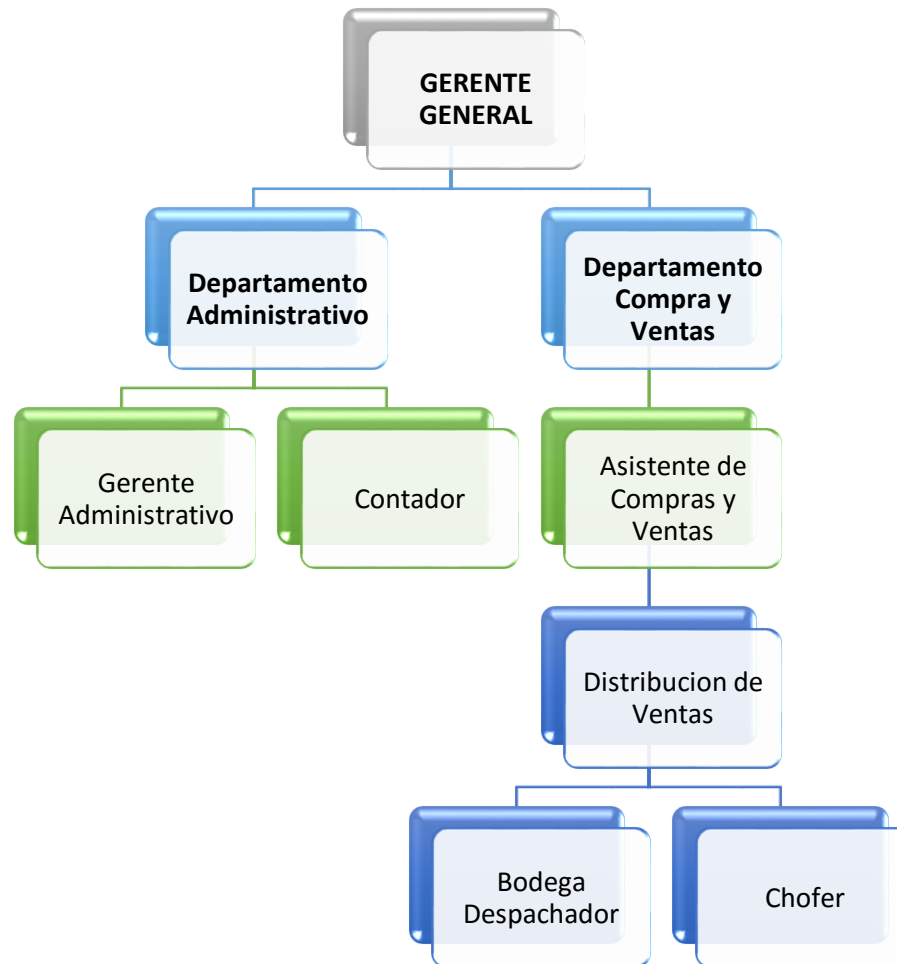 GERENTE
GENERAL
Departamento
Administrativo
Departamento
Compra y
Ventas
Gerente
Administrativo
Contador
Asistente de
Compras y
Ventas
Distribucion de
Ventas
Bodega
Despachador
Chofer